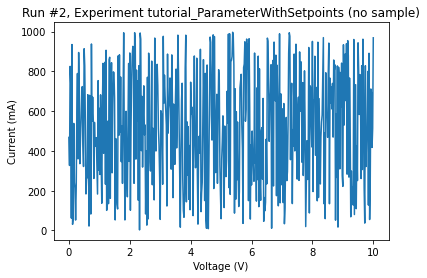 Run #2, Experiment tutorial_ParameterWithSetpoints (no sample)
1000
800
600
400
200
0
Current (mA)
0 2 4 6 8 10
Voltage (V)